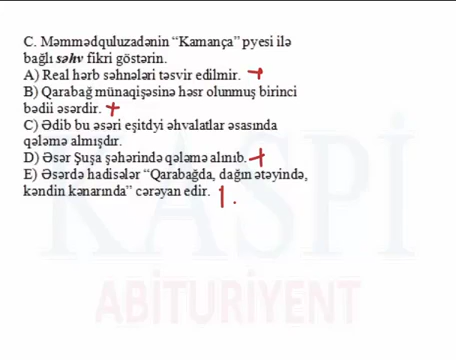 C. Məmmədquluzadənin “Kamança” pyesi ilə
bağlı səhv fikri göstərin.
A) Real hərb səhnələri təsvir edilmir.
B) Qarabağ münaqişəsinə həsr olunmuş birinci
bədii əsərdir.
C) Ədib bu əsəri eşitdyi əhvalatlar əsasında
qələmə almışdır.
D) Əsər Şuşa şəhərində qələmə alınıb.
E) Əsərdə hadisələr “Qarabağda, dağın ətəyində,
kəndin kənarında” cərəyan edir.
KASPİ
ABİTURİYENT